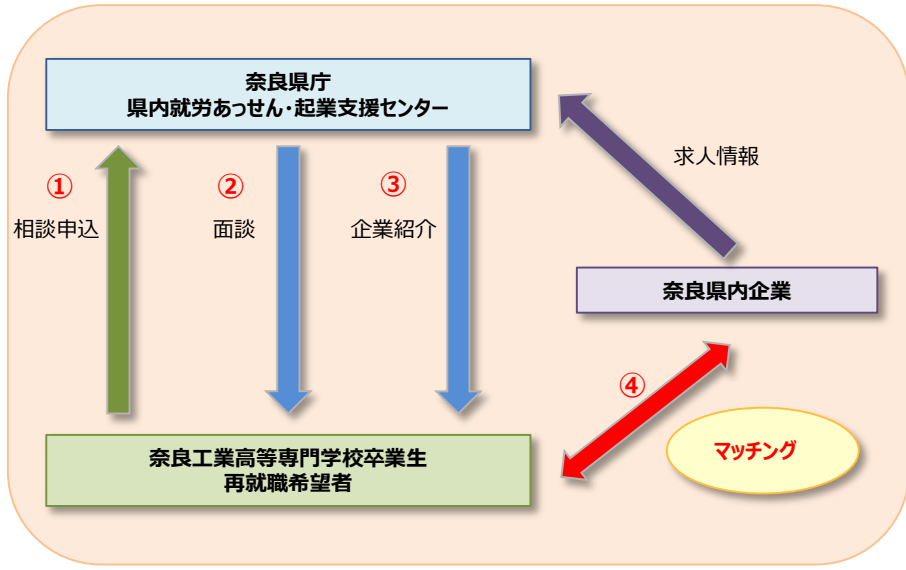 奈良県庁
県内就労あっせん・起業支援センター
①
相談申込
②
面談
③
企業紹介
求人情報
奈良県内企業
④
マッチング
奈良工業高等専門学校卒業生
再就職希望者